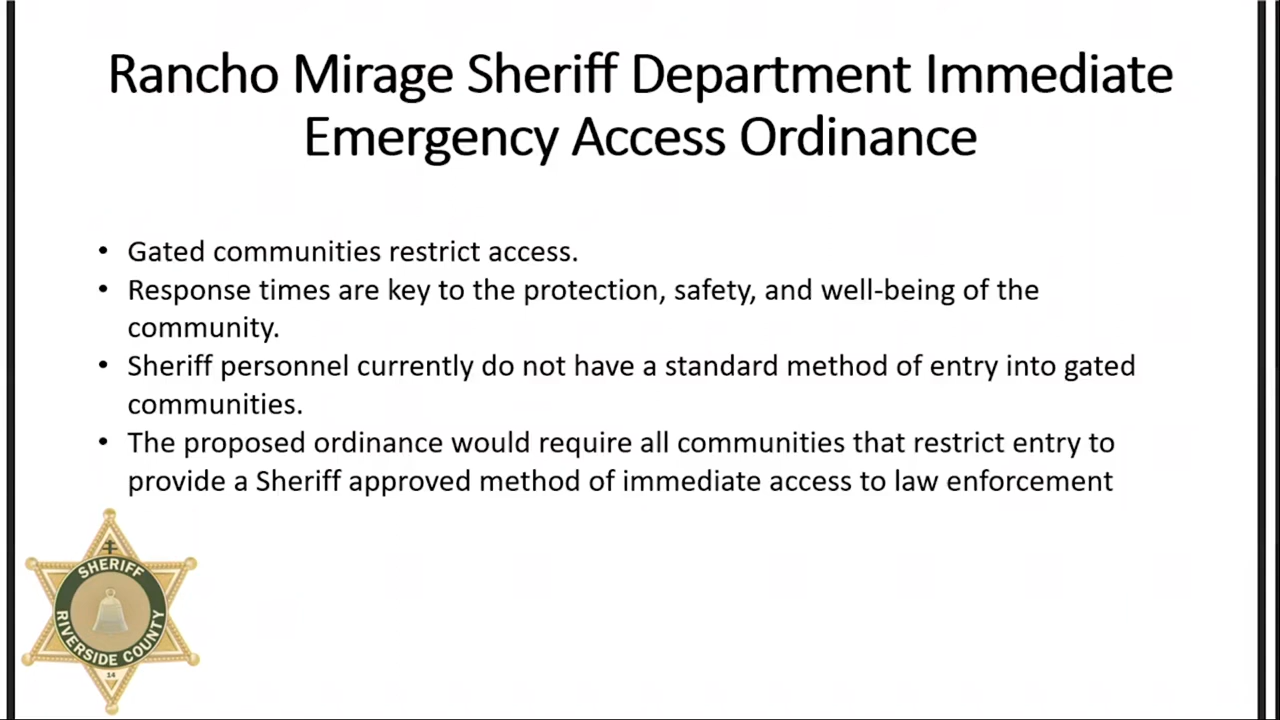 Rancho Mirage Sheriff Department Immediate
Emergency Access Ordinance
• Gated communities restrict access.
• Response times are key to the protection, safety, and well-being of the
community.
• Sheriff personnel currently do not have a standard method of entry into gated
communities.
• The proposed ordinance would require all communities that restrict entry to
provide a Sheriff approved method of immediate access to law enforcement
SHERIFF
RIVERSIDE COUNTY
14